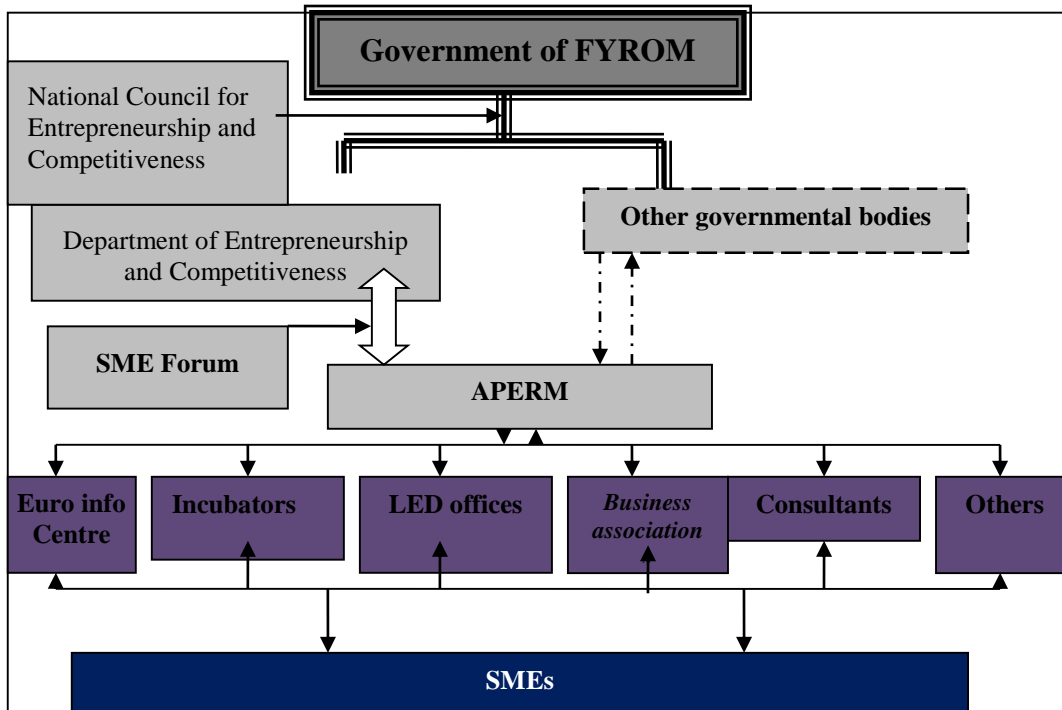 Government of FYROM
National Council for
Entrepreneurship and
Competitiveness
Department of Entrepreneurship
and Competitiveness
Other governmental bodies
SME Forum
APERM
Euro info
Centre
Incubators
LED offices
Business
association
Consultants
Others
SMEs